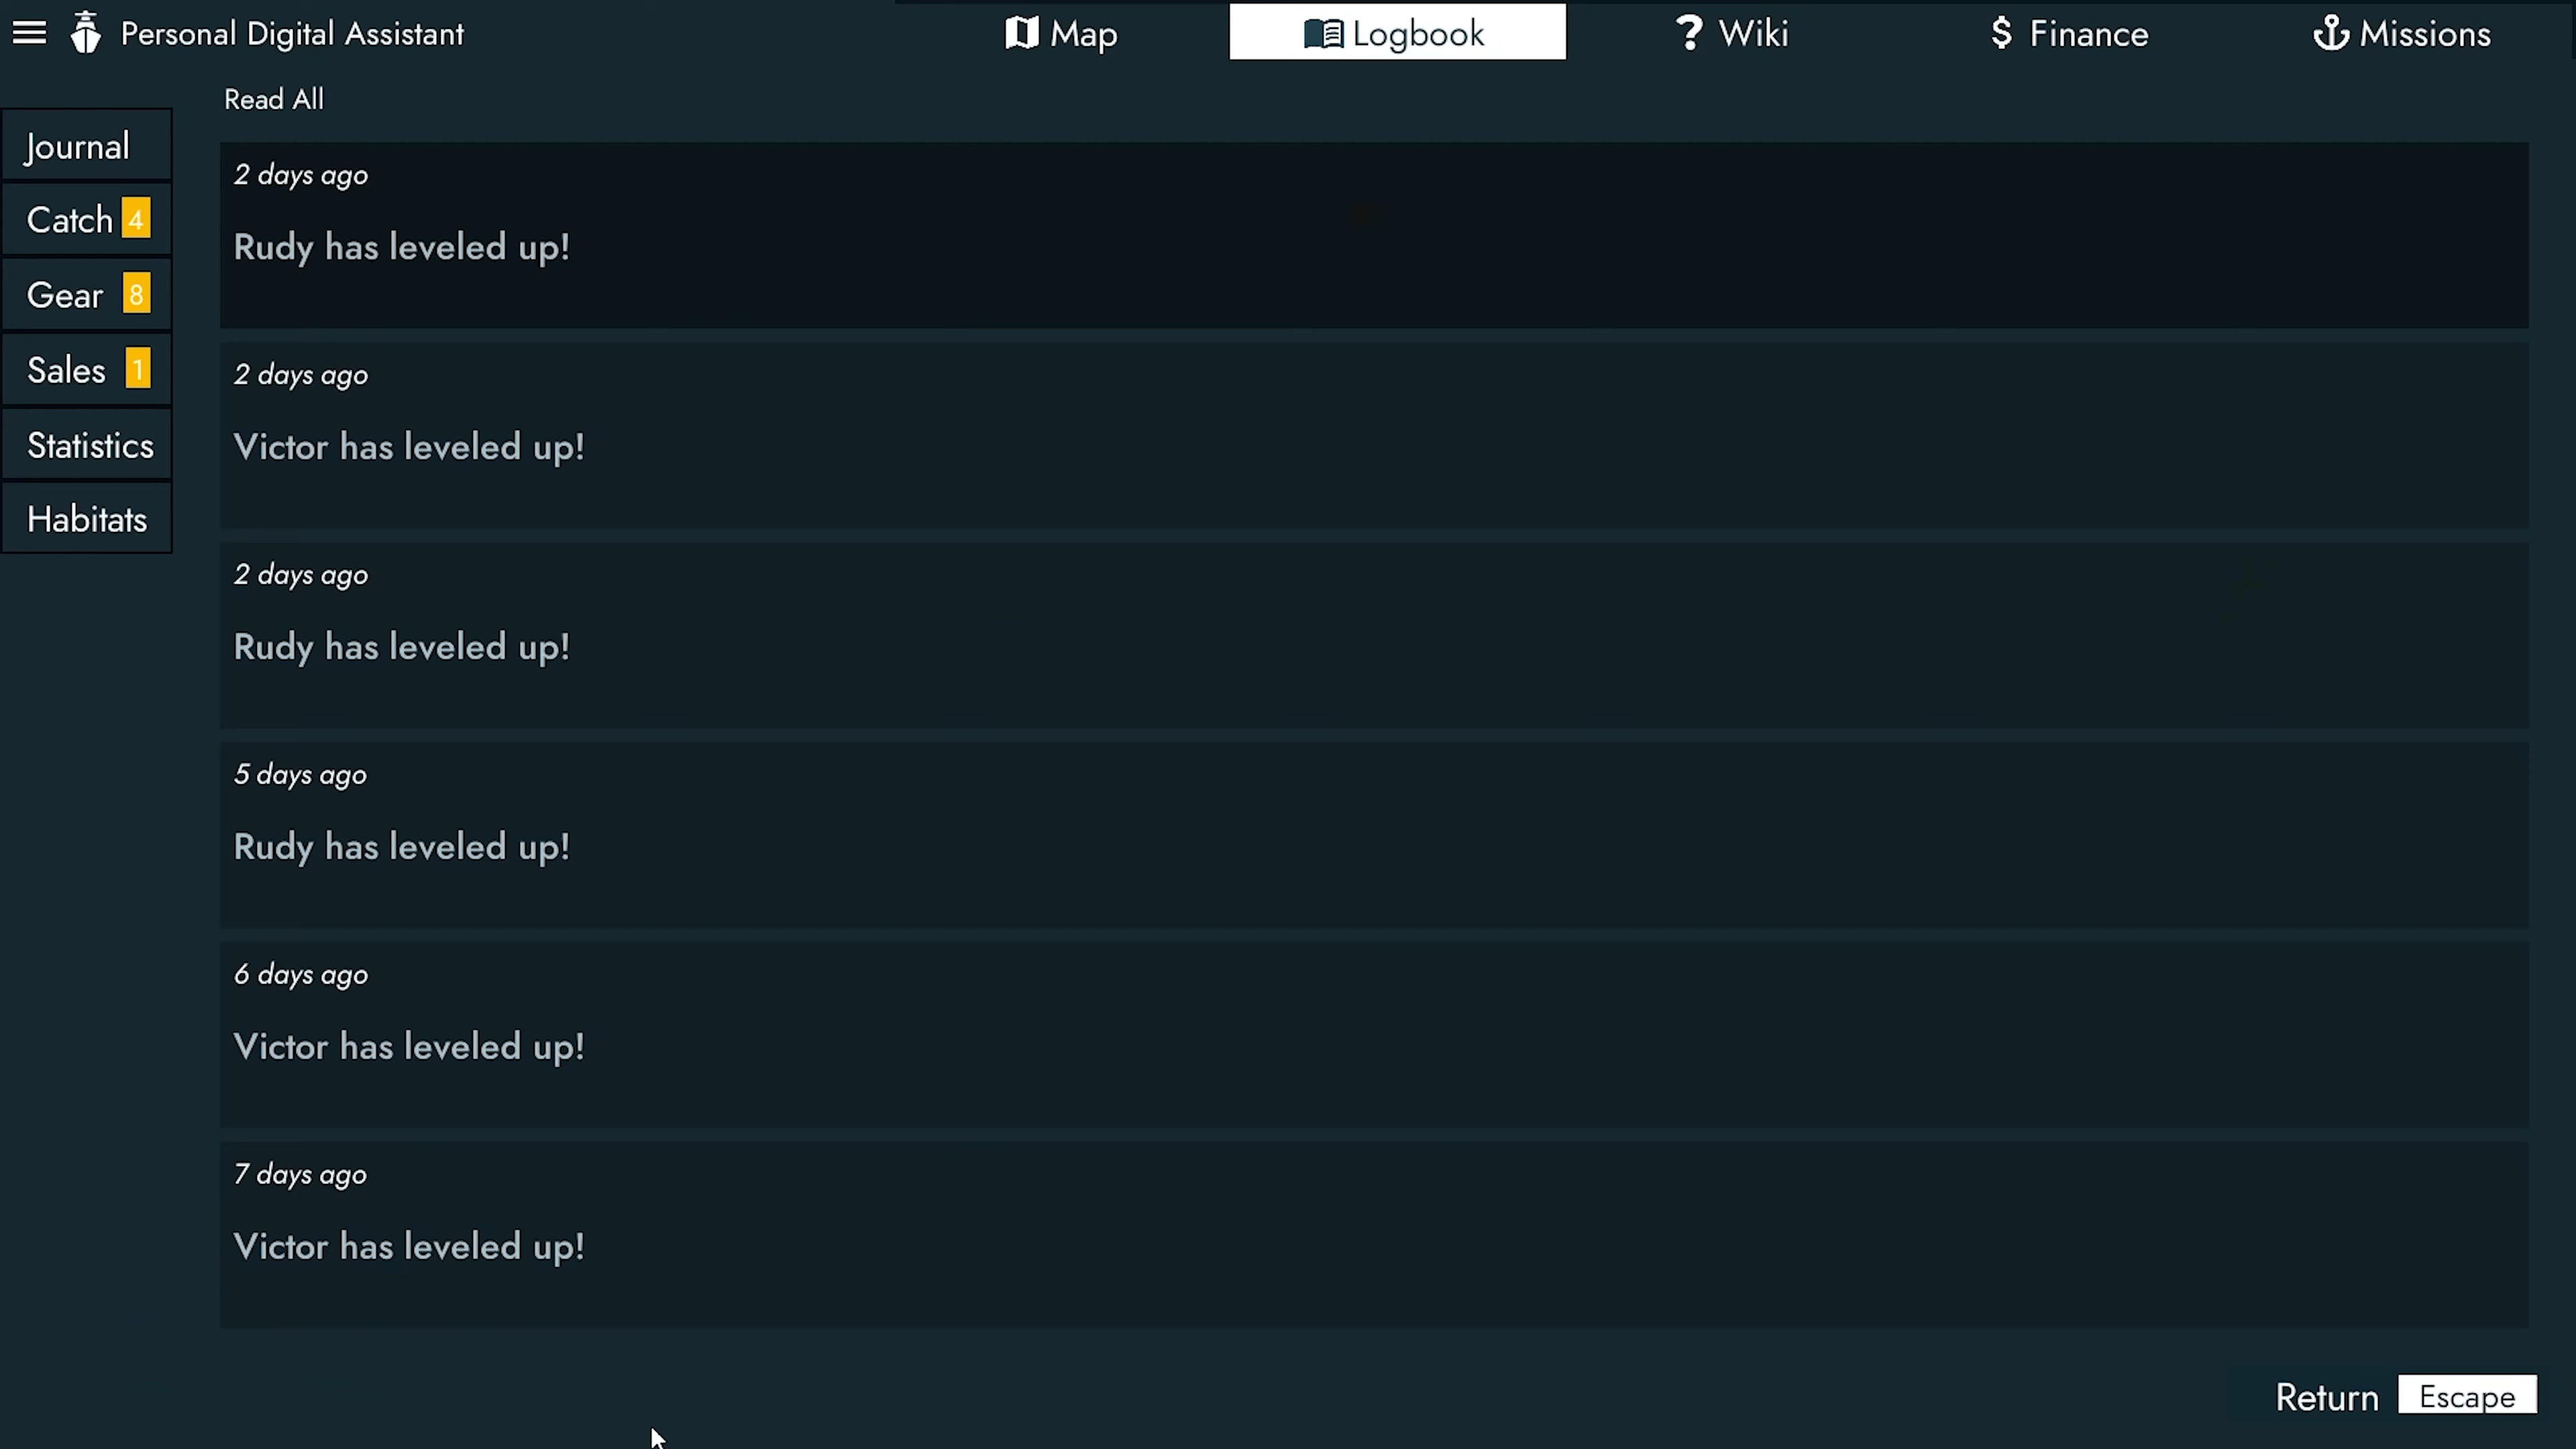 Personal Digital Assistant
Map
Logbook
? Wiki
$ Finance
Missions
Read All
Journal
Catch 4
Gear 8
Sales 1
Statistics
Habitats
2 days ago
Rudy has leveled up!
2 days ago
Victor has leveled up!
2 days ago
Rudy has leveled up!
5 days ago
Rudy has leveled up!
6 days ago
Victor has leveled up!
7 days ago
Victor has leveled up!
Return Escape